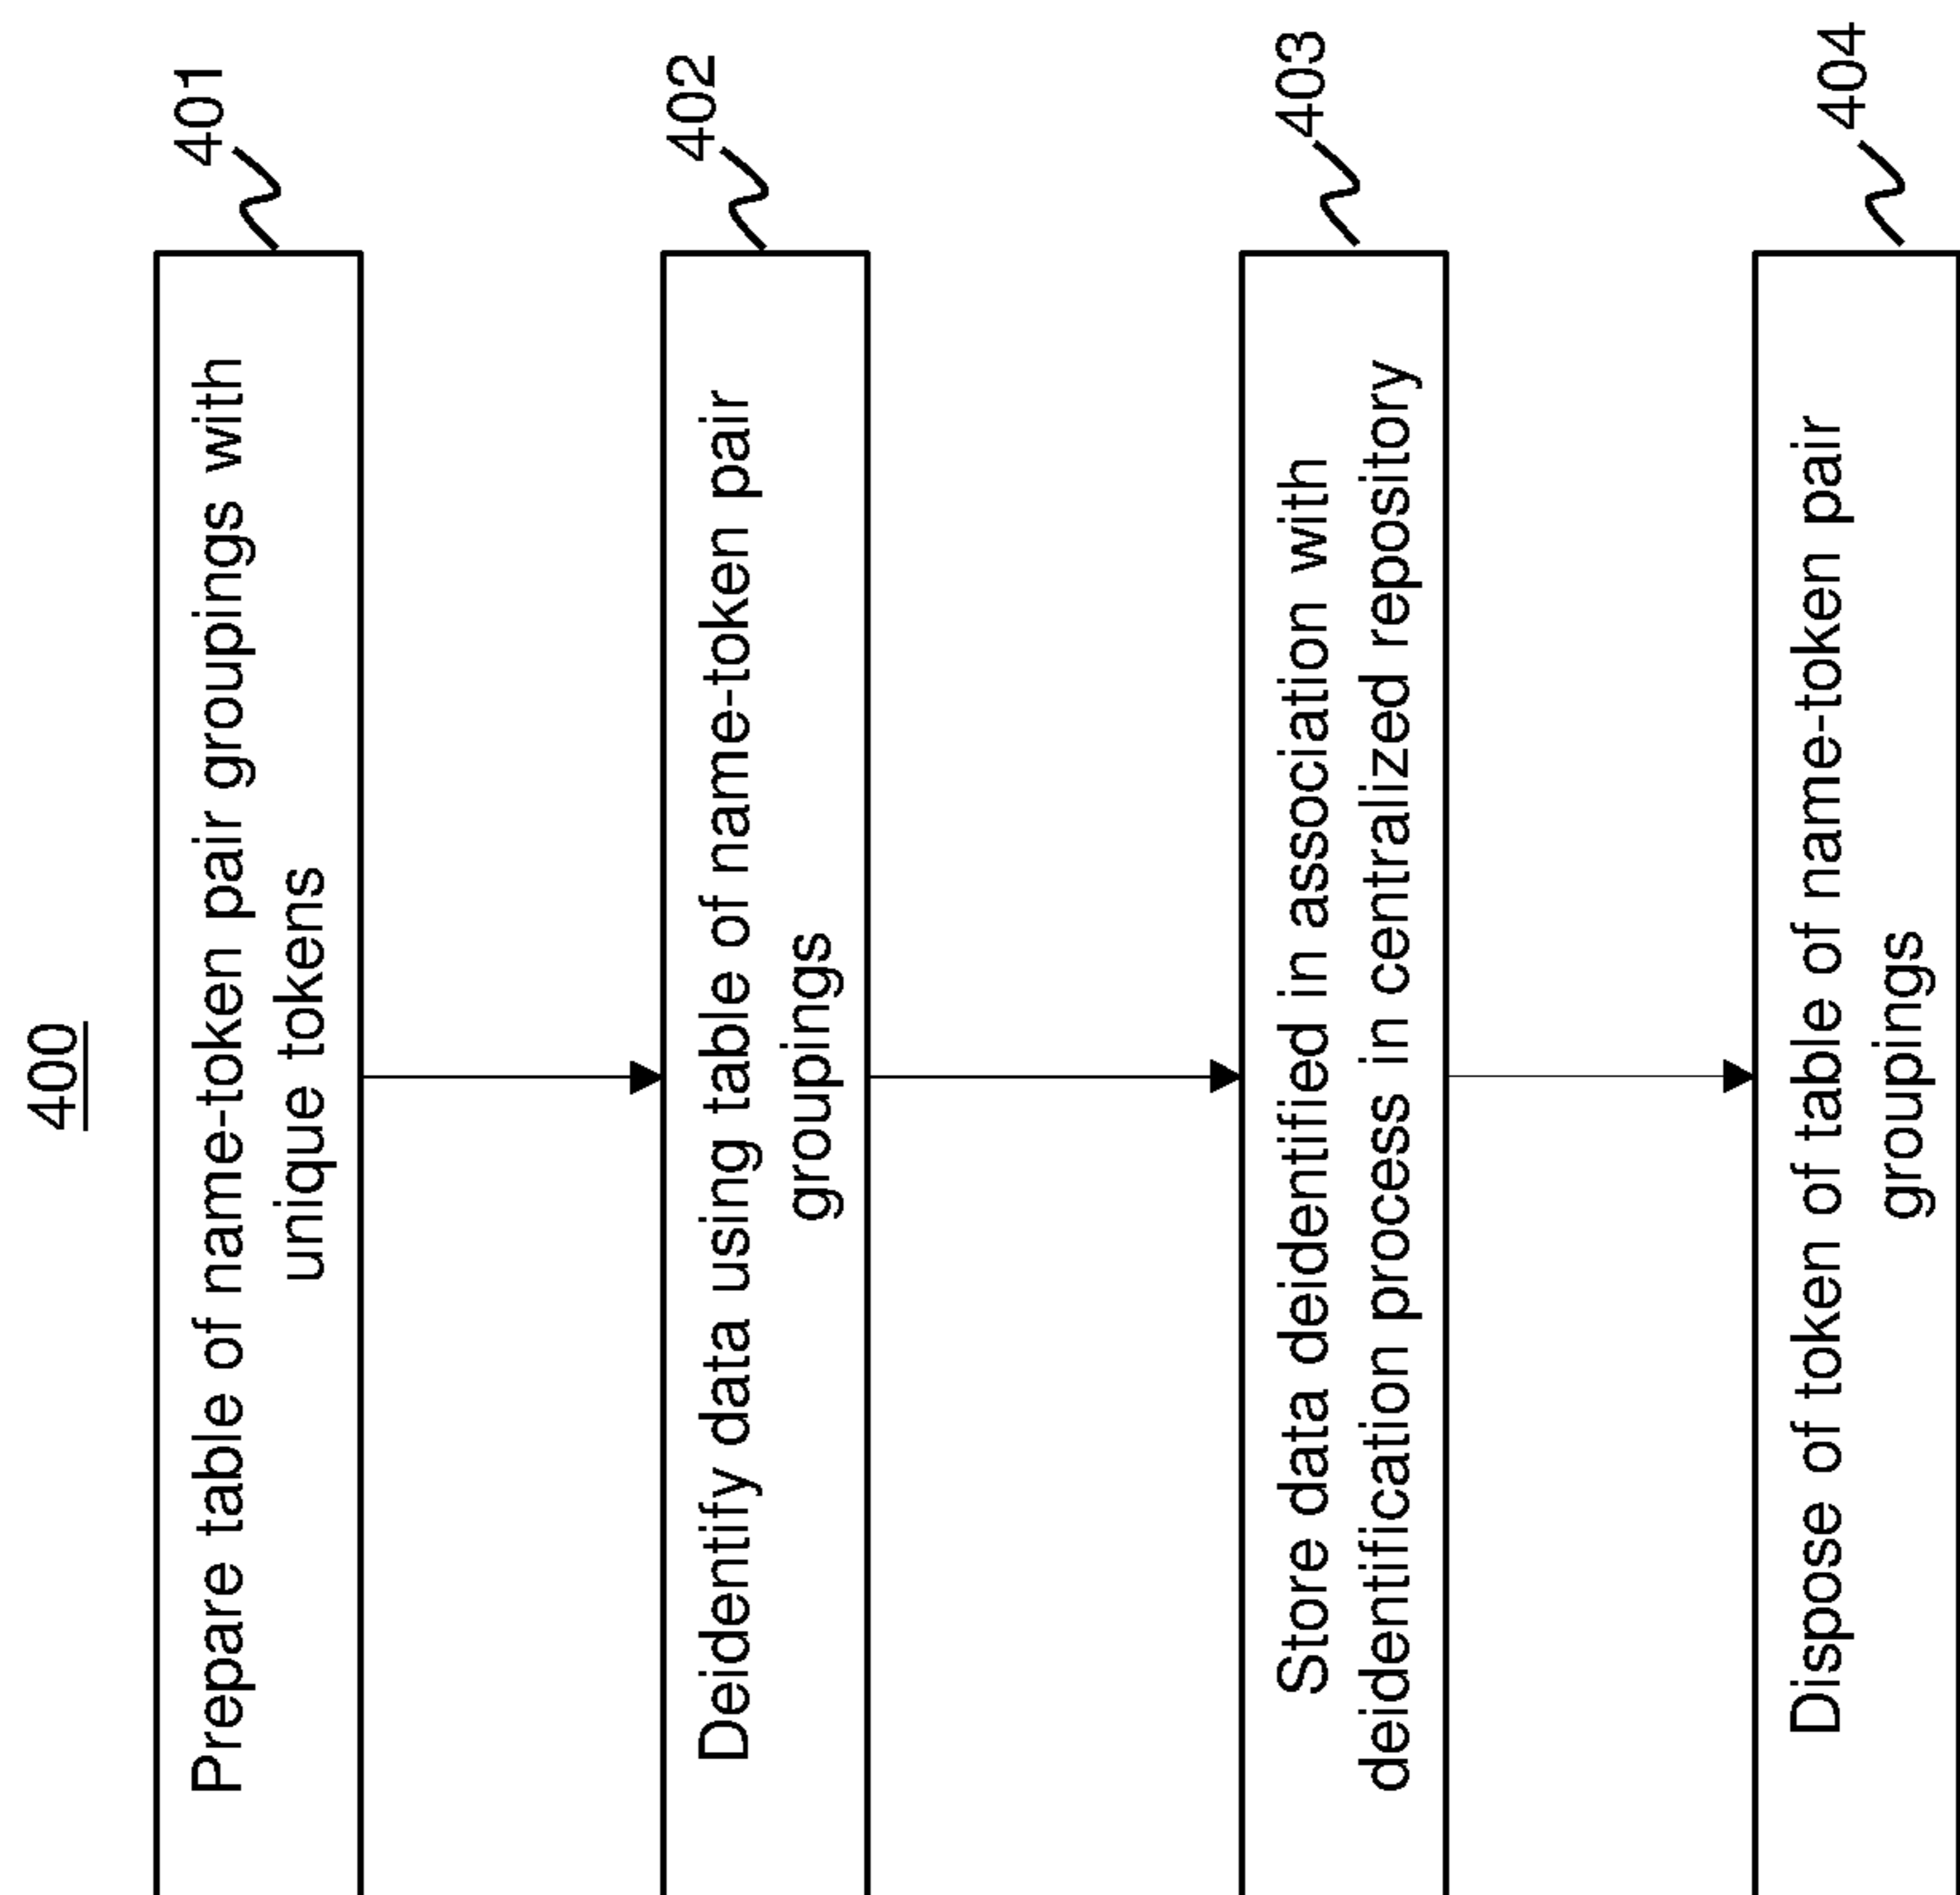 400
Prepare table of name-token pair groupings with
unique tokens
401
Deidentify data using table of name-token pair
groupings
402
Store data deidentified in association with
deidentification process in centralized repository
403
Dispose of token of table of name-token pair
groupings
404